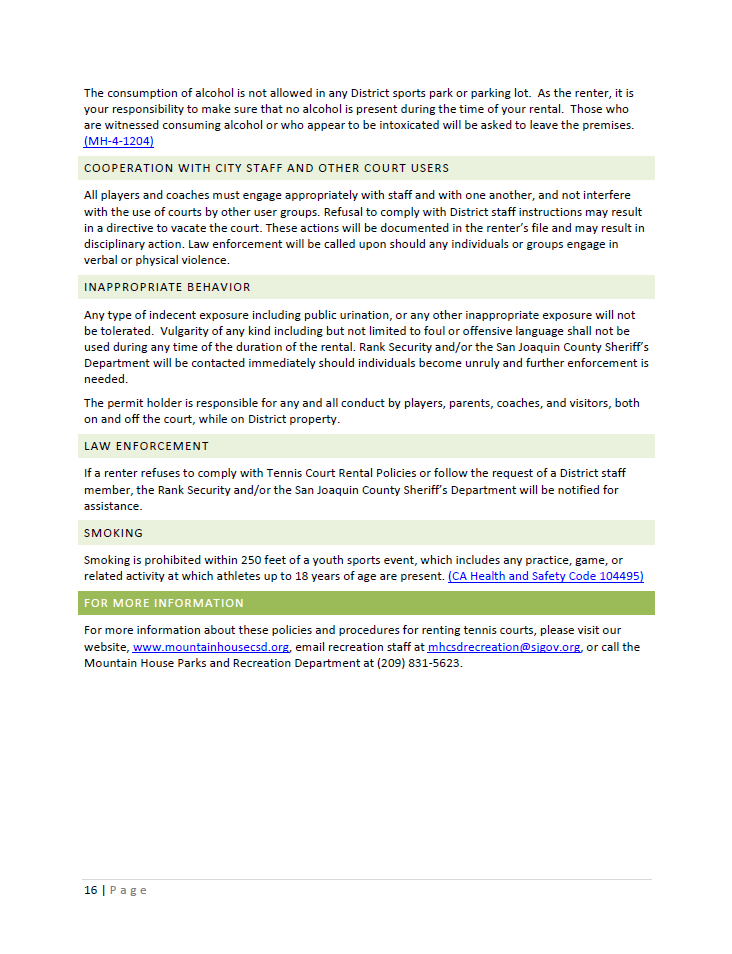 The consumption of alcohol is not allowed in any District sports park or parking lot.  As the renter, it is
your responsibility to make sure that no alcohol is present during the time of your rental.  Those who
are witnessed consuming alcohol or who appear to be intoxicated will be asked to leave the premises.
(MH-4-1204)
COOPERATION WITH CITY STAFF AND OTHER COURT USERS
All players and coaches must engage appropriately with staff and with one another, and not interfere
with the use of courts by other user groups. Refusal to comply with District staff instructions may result
in a directive to vacate the court. These actions will be documented in the renter’s file and may result in
disciplinary action. Law enforcement will be called upon should any individuals or groups engage in
verbal or physical violence.
INAPPROPRIATE BEHAVIOR
Any type of indecent exposure including public urination, or any other inappropriate exposure will not
be tolerated.  Vulgarity of any kind including but not limited to foul or offensive language shall not be
used during any time of the duration of the rental. Rank Security and/or the San Joaquin County Sheriff’s
Department will be contacted immediately should individuals become unruly and further enforcement is
needed.
The permit holder is responsible for any and all conduct by players, parents, coaches, and visitors, both
on and off the court, while on District property.
LAW ENFORCEMENT
If a renter refuses to comply with Tennis Court Rental Policies or follow the request of a District staff
member, the Rank Security and/or the San Joaquin County Sheriff’s Department will be notified for
assistance.
SMOKING
Smoking is prohibited within 250 feet of a youth sports event, which includes any practice, game, or
related activity at which athletes up to 18 years of age are present. (CA Health and Safety Code 104495)
FOR MORE INFORMATION
For more information about these policies and procedures for renting tennis courts, please visit our
website, www.mountainhousecsd.org, email recreation staff at mhcsdrecreation@sjgov.org, or call the
Mountain House Parks and Recreation Department at (209) 831-5623.
16 | Page